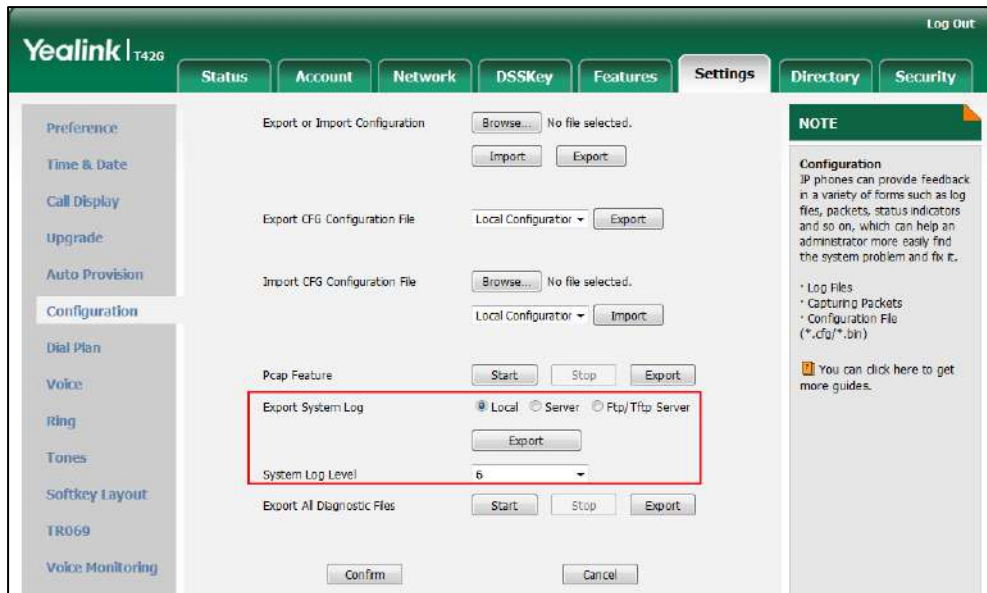 Log Out
Yealink | T42G
Status Account Network DSSKey Features Settings Directory Security
Preference
Time & Date
Call Display
Upgrade
Auto Provision
Configuration
Dial Plan
Voice
Ring
Tones
Softkey Layout
TR069
Voice Monitoring
Export or Import Configuration Browse... No file selected.
Import Export
Export CFG Configuration File Local Configuration Export
Import CFG Configuration File Browse... No file selected.
Local Configuration Import
Pcap Feature Start Stop Export
Export System Log Local Server Ftp/Tftp Server
Export
System Log Level 6
Export All Diagnostic Files Start Stop Export
Confirm Cancel
NOTE
Configuration
IP phones can provide feedback
in a variety of forms such as log
files, packets, status indicators
and so on, which can help an
administrator more easily find
the system problem and fix it.
· Log Files
· Capturing Packets
· Configuration File
(*.cfg/*.bin)
You can click here to get
more guides.